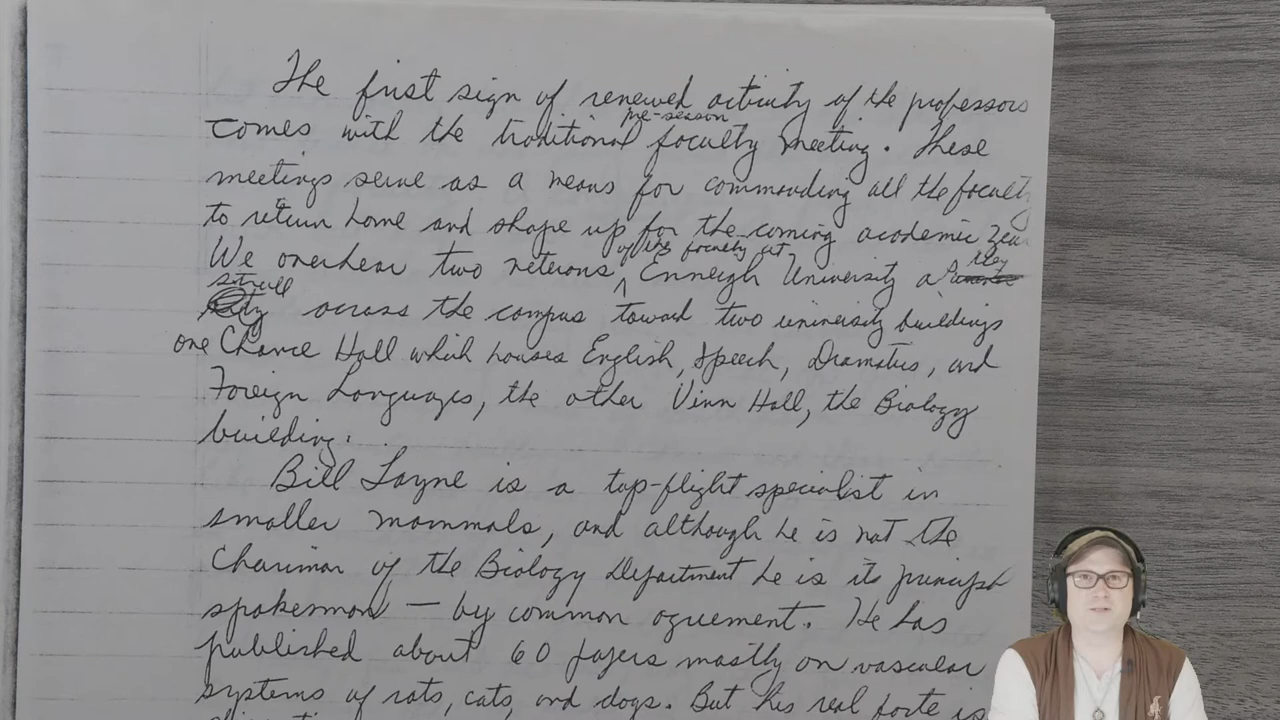 The first sign of renewed activity of the professors
pre-season
comes with the traditional faculty meeting. These
meetings serve as a means for commanding all the faculty
to return home and shape up for the coming academic year
of the faculty at
We overhear two veterans Enneigh University as they
stroll
across the campus toward two university buildings
one Chance Hall which houses English, Speech, Dramatics, and
Foreign Languages, the other Vinn Hall, the Biology
building.
Bill Layne is a top-flight specialist in
smaller mammals, and although he is not the
Chairman of the Biology Department he is its principal
spokesman — by common agreement. He has
published about 60 papers mostly on vascular
systems of rats, cats, and dogs. But his real forte is